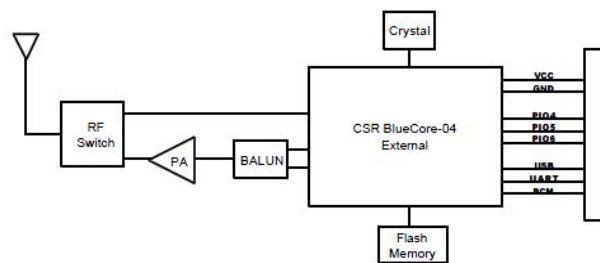 Crystal
VCC
GND
RF
Switch
CSR BlueCore-04
External
PIO4
PIO5
PIO6
PA
BALUN
USB
UART
PCM
Flash
Memory